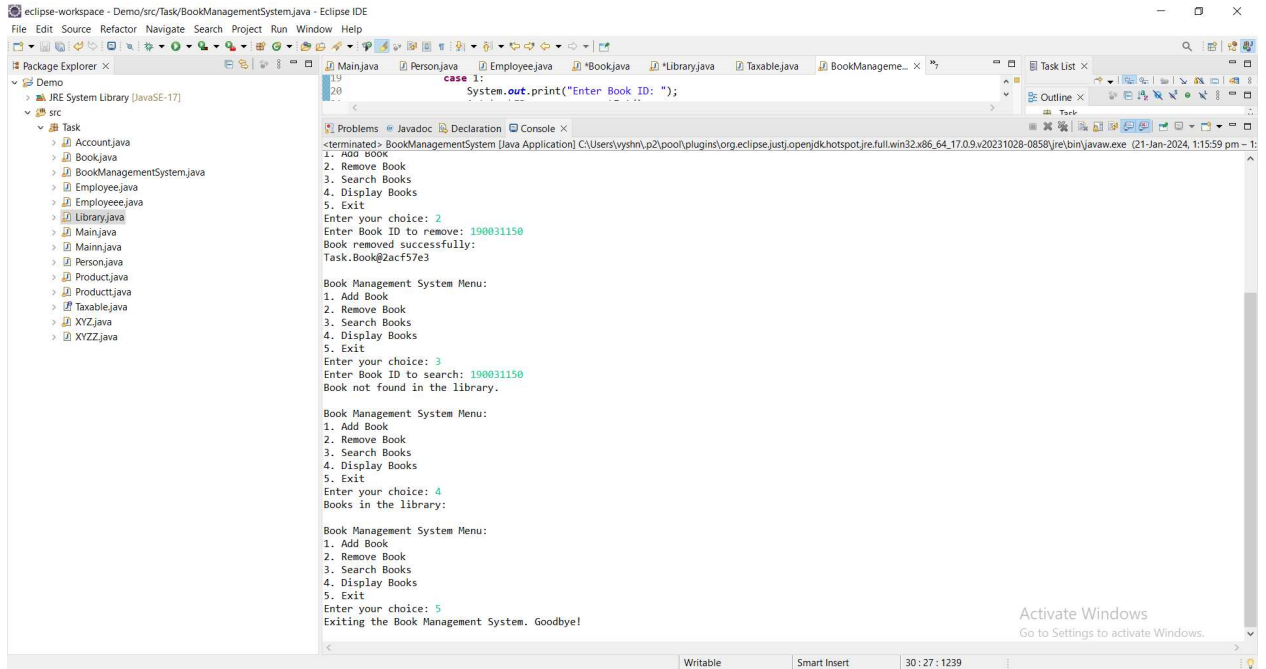 eclipse-workspace - Demo/src/Task/BookManagementSystem.java - Eclipse IDE
File Edit Source Refactor Navigate Search Project Run Window Help
Package Explorer
Demo
JRE System Library [JavaSE-17]
src
Task
Account.java
Book.java
BookManagementSystem.java
Employee.java
Employeee.java
Library.java
Main.java
Mainn.java
Person.java
Product.java
Productt.java
Taxable.java
XYZ.java
XYZZ.java
Main.java Person.java Employee.java *Book.java *Library.java Taxable.java BookManageme... »7
19 case 1:
20 System.out.print("Enter Book ID: ");
Problems Javadoc Declaration Console
<terminated> BookManagementSystem [Java Application] C:\Users\vyshn\.p2\pool\plugins\org.eclipse.justj.openjdk.hotspot.jre.full.win32.x86_64_17.0.9.v20231028-0858\jre\bin\javaw.exe (21-Jan-2024, 1:15:59 pm – 1:
1. Add Book
2. Remove Book
3. Search Books
4. Display Books
5. Exit
Enter your choice: 2
Enter Book ID to remove: 190031150
Book removed successfully:
Task.Book@2acf57e3
Book Management System Menu:
1. Add Book
2. Remove Book
3. Search Books
4. Display Books
5. Exit
Enter your choice: 3
Enter Book ID to search: 190031150
Book not found in the library.
Book Management System Menu:
1. Add Book
2. Remove Book
3. Search Books
4. Display Books
5. Exit
Enter your choice: 4
Books in the library:
Book Management System Menu:
1. Add Book
2. Remove Book
3. Search Books
4. Display Books
5. Exit
Enter your choice: 5
Exiting the Book Management System. Goodbye!
Task List
Outline
Task
Activate Windows
Go to Settings to activate Windows.
Writable Smart Insert 30 : 27 : 1239